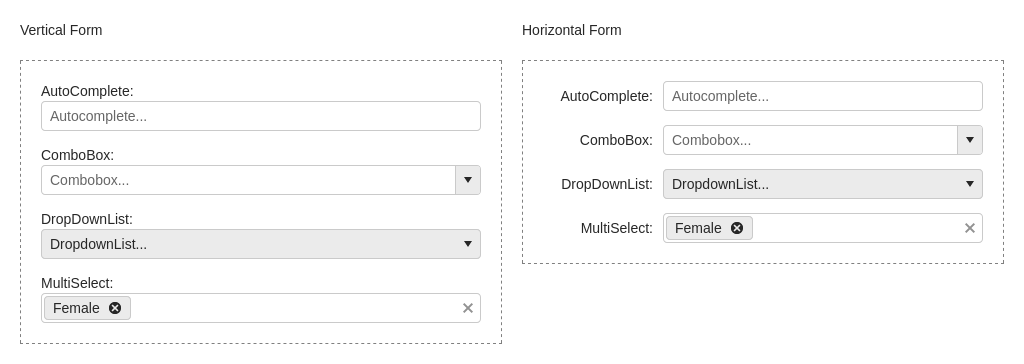 Vertical Form
AutoComplete:
Autocomplete...
ComboBox:
Combobox...
DropDownList:
DropdownList...
MultiSelect:
Female
Horizontal Form
AutoComplete: Autocomplete...
ComboBox: Combobox...
DropDownList: DropdownList...
MultiSelect: Female